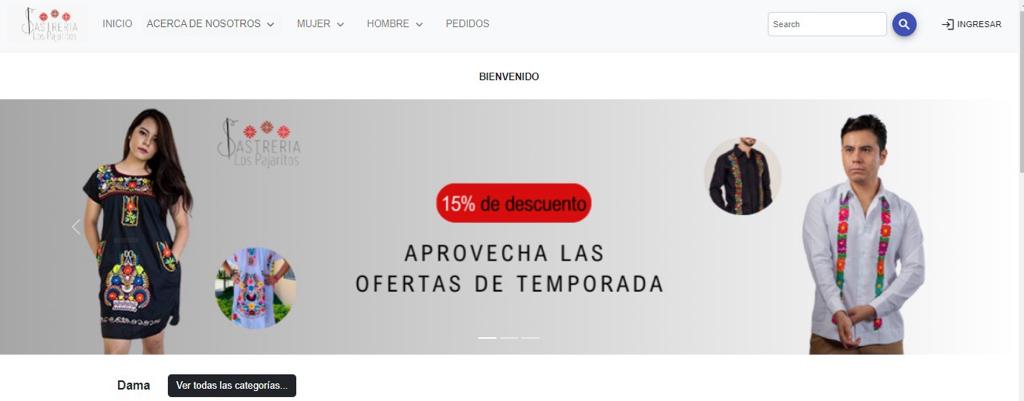 SASTRERIA
Los Pajaritos
INICIO
ACERCA DE NOSOTROS
MUJER
HOMBRE
PEDIDOS
Search
INGRESAR
BIENVENIDO
SASTRERIA
Los Pajaritos
15% de descuento
APROVECHA LAS
OFERTAS DE TEMPORADA
Dama
Ver todas las categorías...